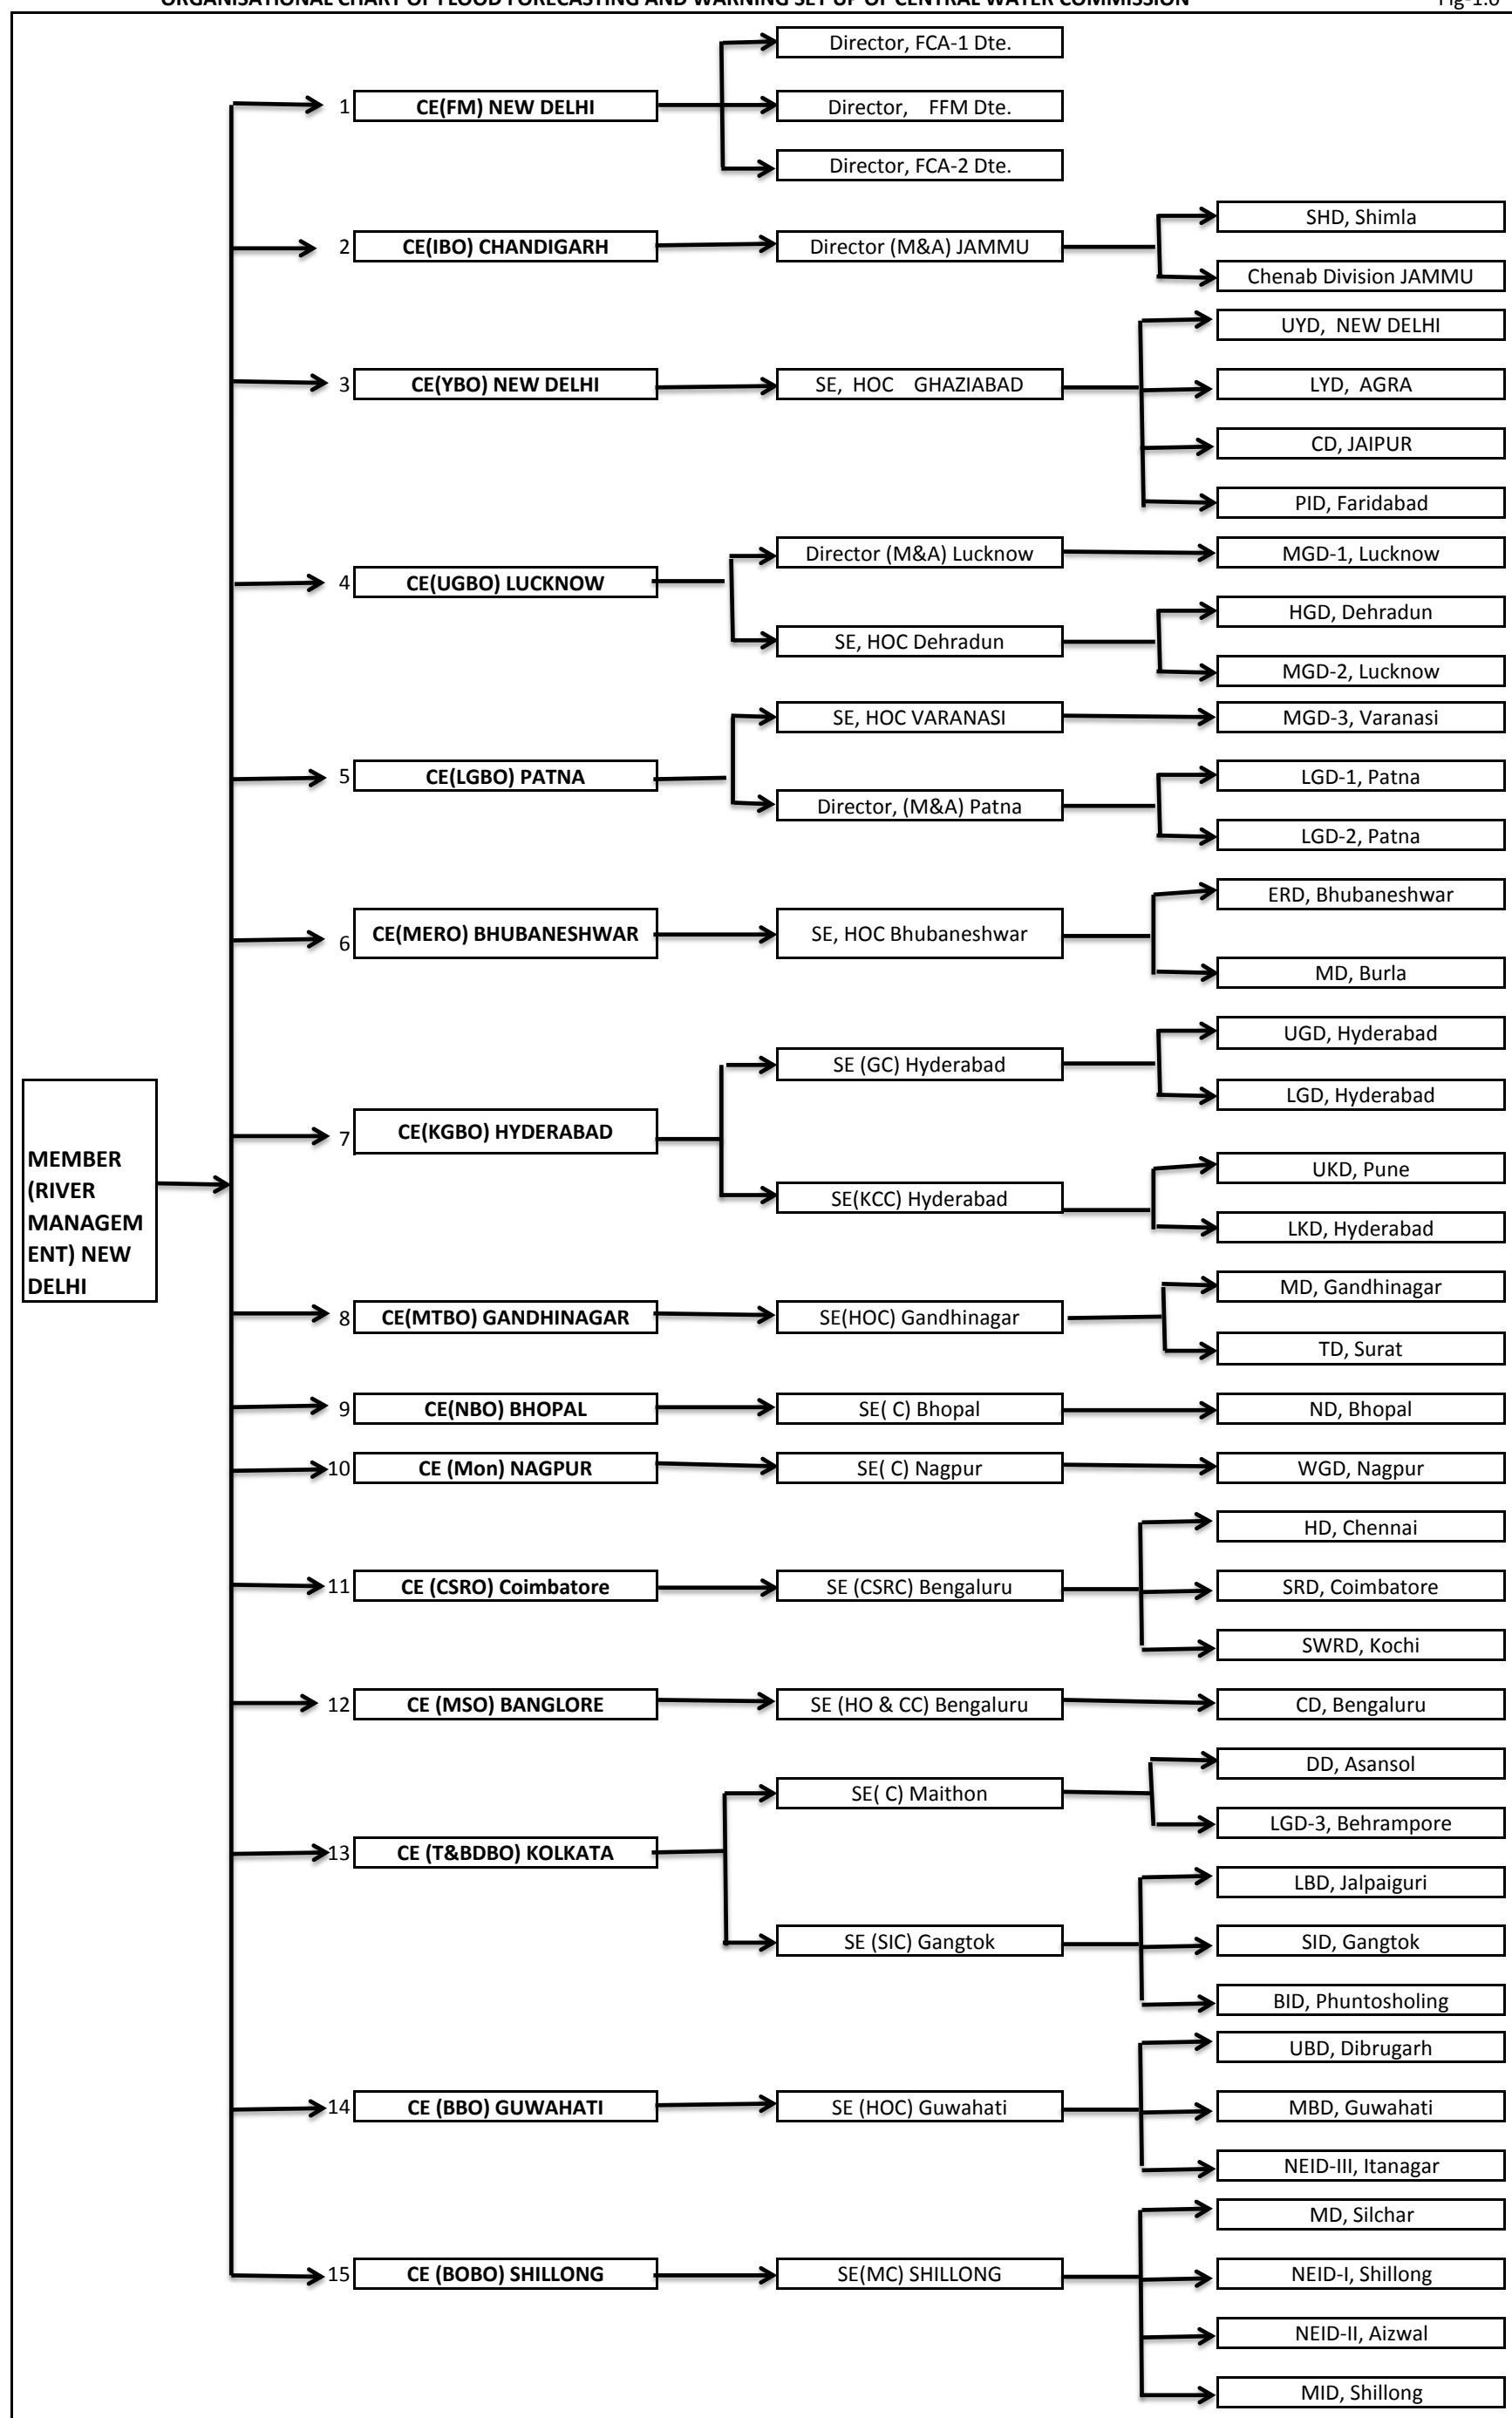 ORGANISATIONAL CHART OF FLOOD FORECASTING AND WARNING SET UP OF CENTRAL WATER COMMISSION
Fig-1.0
MEMBER
(RIVER
MANAGEM
ENT) NEW
DELHI
1 CE(FM) NEW DELHI
Director, FCA-1 Dte.
Director, FFM Dte.
Director, FCA-2 Dte.
2 CE(IBO) CHANDIGARH
Director (M&A) JAMMU
SHD, Shimla
Chenab Division JAMMU
3 CE(YBO) NEW DELHI
SE, HOC GHAZIABAD
UYD, NEW DELHI
LYD, AGRA
CD, JAIPUR
PID, Faridabad
4 CE(UGBO) LUCKNOW
Director (M&A) Lucknow
MGD-1, Lucknow
SE, HOC Dehradun
HGD, Dehradun
MGD-2, Lucknow
5 CE(LGBO) PATNA
SE, HOC VARANASI
MGD-3, Varanasi
Director, (M&A) Patna
LGD-1, Patna
LGD-2, Patna
6 CE(MERO) BHUBANESHWAR
SE, HOC Bhubaneshwar
ERD, Bhubaneshwar
MD, Burla
7 CE(KGBO) HYDERABAD
SE (GC) Hyderabad
UGD, Hyderabad
LGD, Hyderabad
SE(KCC) Hyderabad
UKD, Pune
LKD, Hyderabad
8 CE(MTBO) GANDHINAGAR
SE(HOC) Gandhinagar
MD, Gandhinagar
TD, Surat
9 CE(NBO) BHOPAL
SE( C) Bhopal
ND, Bhopal
10 CE (Mon) NAGPUR
SE( C) Nagpur
WGD, Nagpur
11 CE (CSRO) Coimbatore
SE (CSRC) Bengaluru
HD, Chennai
SRD, Coimbatore
SWRD, Kochi
12 CE (MSO) BANGLORE
SE (HO & CC) Bengaluru
CD, Bengaluru
13 CE (T&BDBO) KOLKATA
SE( C) Maithon
DD, Asansol
LGD-3, Behrampore
SE (SIC) Gangtok
LBD, Jalpaiguri
SID, Gangtok
BID, Phuntosholing
14 CE (BBO) GUWAHATI
SE (HOC) Guwahati
UBD, Dibrugarh
MBD, Guwahati
NEID-III, Itanagar
15 CE (BOBO) SHILLONG
SE(MC) SHILLONG
MD, Silchar
NEID-I, Shillong
NEID-II, Aizwal
MID, Shillong